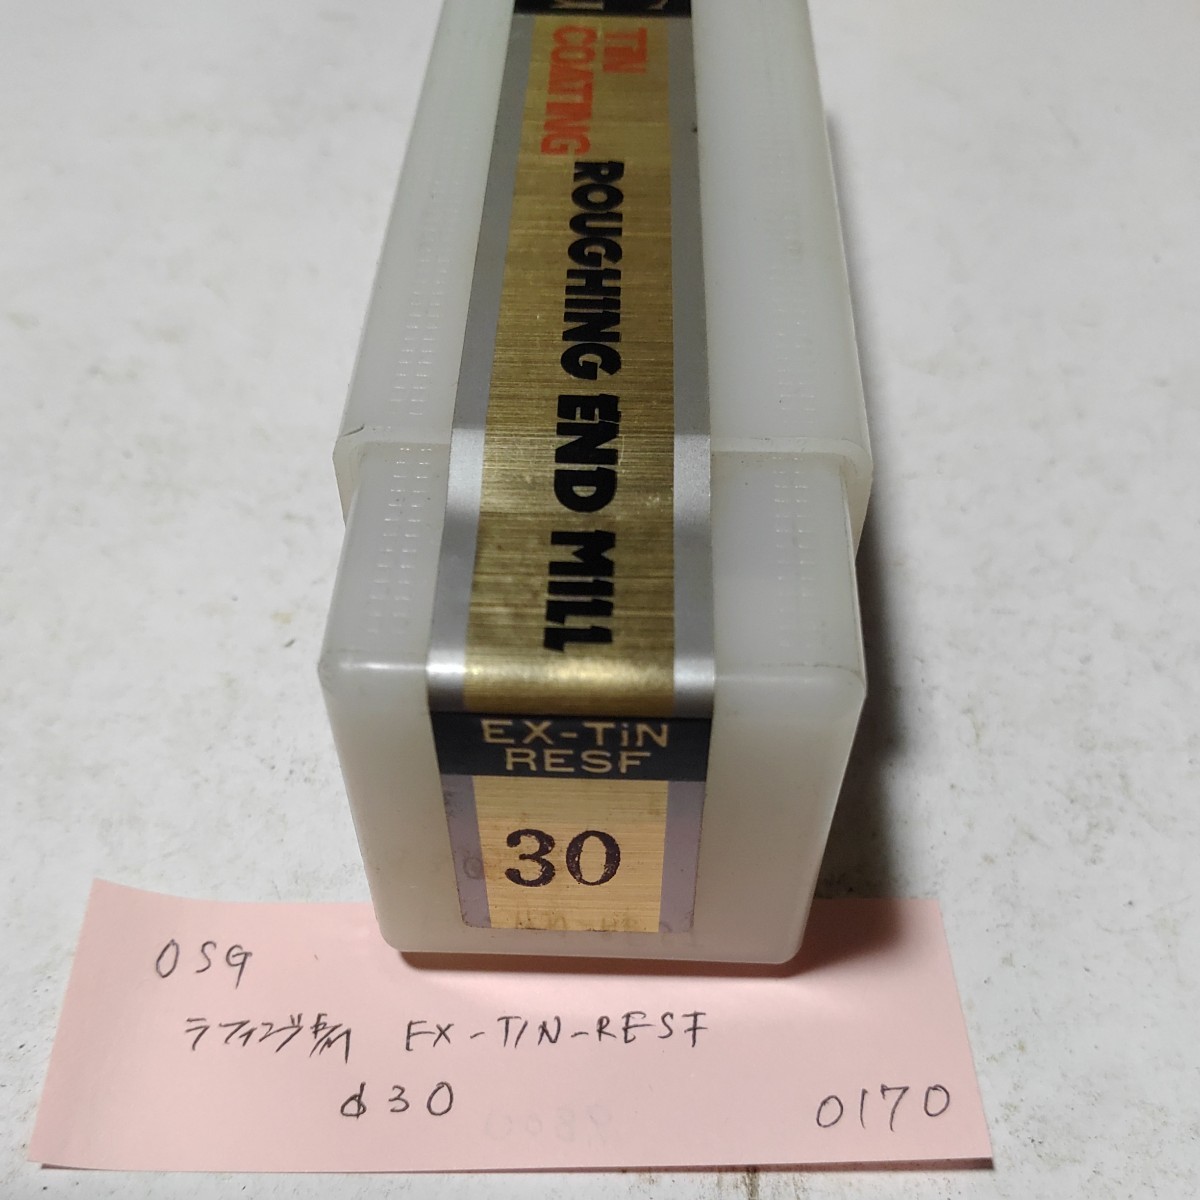 TiN
COATING
ROUGHING END MILL
EX-TiN
RESF
30
OSG
ラフィング EX-TIN-RESF
φ30
0170